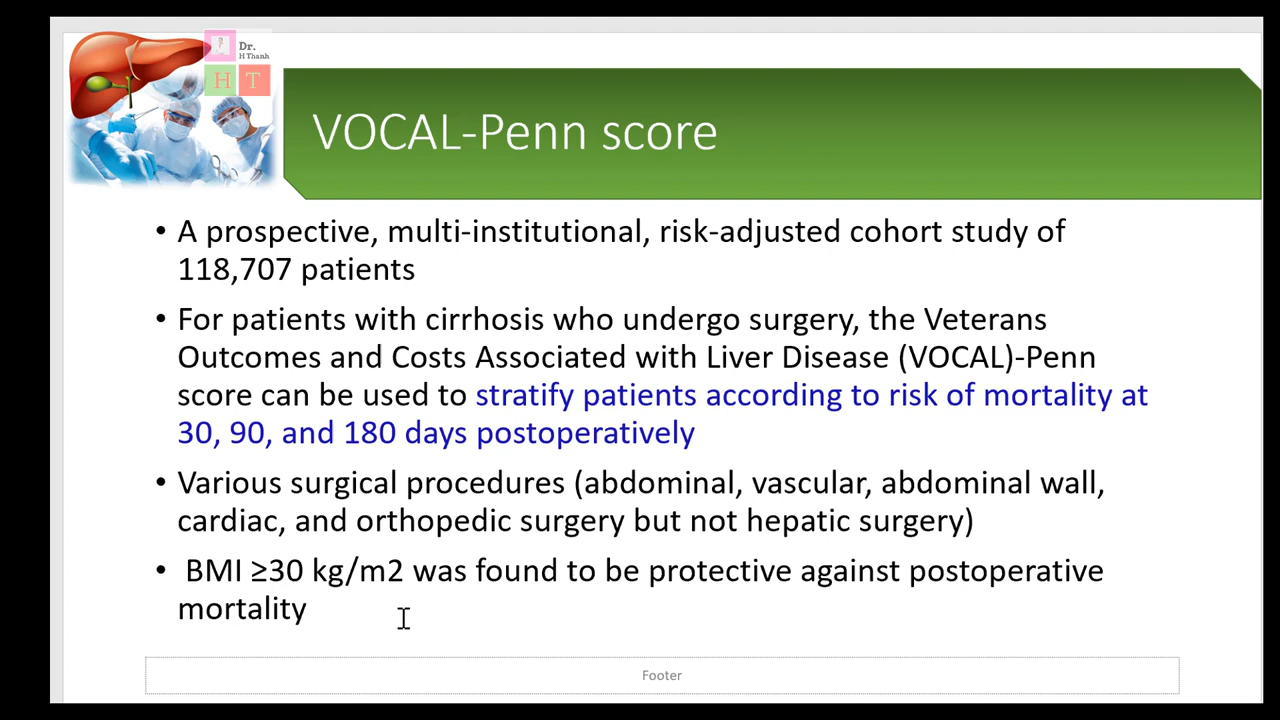 Dr.
H Thanh
H T
VOCAL-Penn score
• A prospective, multi-institutional, risk-adjusted cohort study of
118,707 patients
• For patients with cirrhosis who undergo surgery, the Veterans
Outcomes and Costs Associated with Liver Disease (VOCAL)-Penn
score can be used to stratify patients according to risk of mortality at
30, 90, and 180 days postoperatively
• Various surgical procedures (abdominal, vascular, abdominal wall,
cardiac, and orthopedic surgery but not hepatic surgery)
• BMI ≥30 kg/m2 was found to be protective against postoperative
mortality
Footer